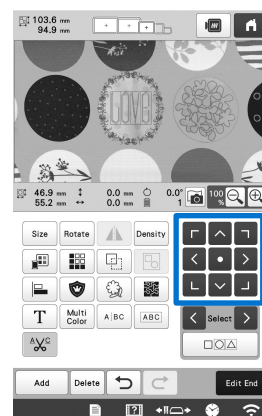 103.6 mm
94.9 mm
LOVE
46.9 mm 0.0 mm 0.0° 100 %
55.2 mm 0.0 mm 1
Size Rotate Density
T Multi Color A BC ABC Select
Add Delete Edit End